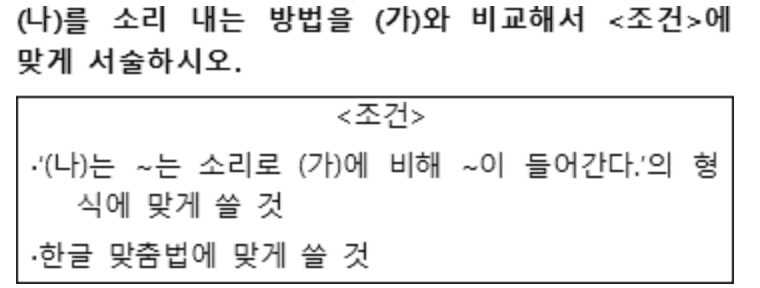 (나)를 소리 내는 방법을 (가)와 비교해서 <조건>에
맞게 서술하시오.
<조건>
·'(나)는 ~는 소리로 (가)에 비해 ~이 들어간다.'의 형
식에 맞게 쓸 것
·한글 맞춤법에 맞게 쓸 것